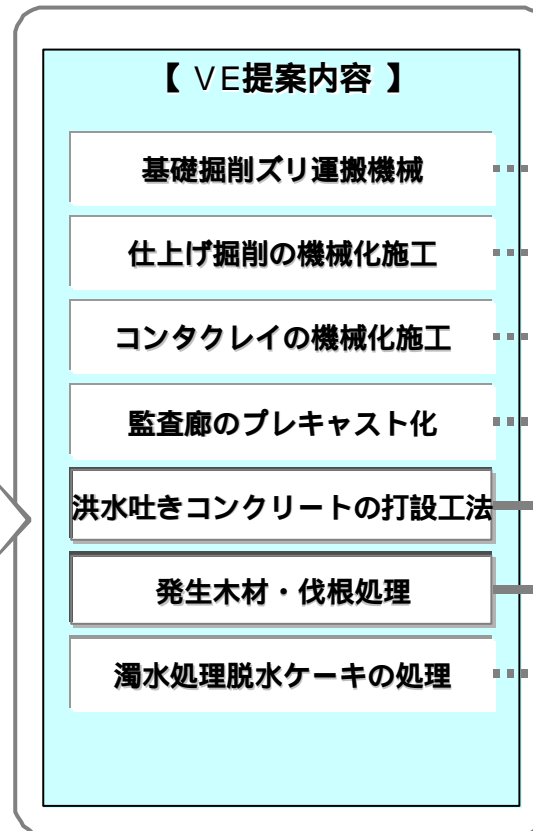 【 VE提案内容 】
基礎掘削ズリ運搬機械
仕上げ掘削の機械化施工
コンタクレイの機械化施工
監査廊のプレキャスト化
洪水吐きコンクリートの打設工法
発生木材・伐根処理
濁水処理脱水ケーキの処理